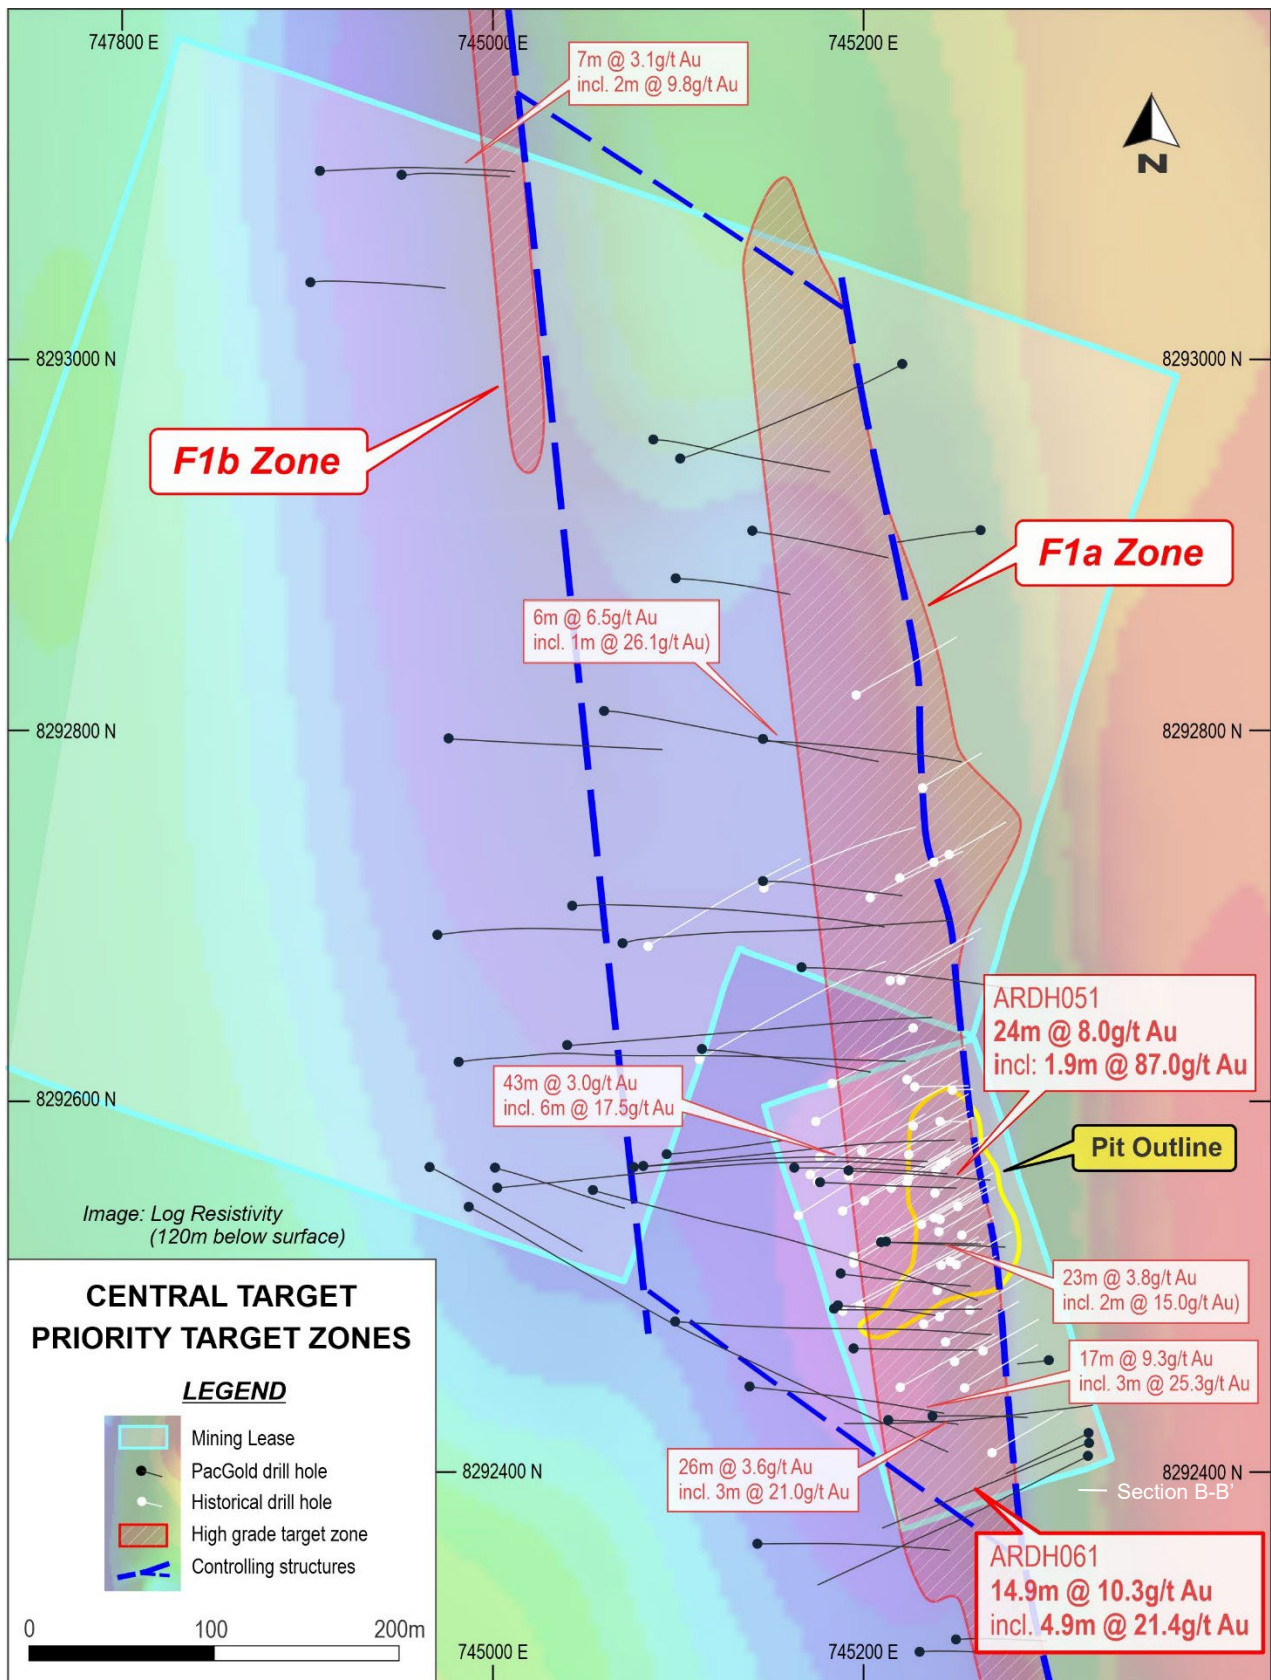 747800 E
745000 E
745200 E
7m @ 3.1g/t Au
incl. 2m @ 9.8g/t Au
N
8293000 N
8293000 N
F1b Zone
F1a Zone
6m @ 6.5g/t Au
incl. 1m @ 26.1g/t Au)
8292800 N
8292800 N
ARDH051
24m @ 8.0g/t Au
incl: 1.9m @ 87.0g/t Au
43m @ 3.0g/t Au
incl. 6m @ 17.5g/t Au
8292600 N
Pit Outline
Image: Log Resistivity
(120m below surface)
23m @ 3.8g/t Au
incl. 2m @ 15.0g/t Au)
17m @ 9.3g/t Au
incl. 3m @ 25.3g/t Au
26m @ 3.6g/t Au
incl. 3m @ 21.0g/t Au
8292400 N
8292400 N
Section B-B'
ARDH061
14.9m @ 10.3g/t Au
incl. 4.9m @ 21.4g/t Au
CENTRAL TARGET
PRIORITY TARGET ZONES
LEGEND
Mining Lease
PacGold drill hole
Historical drill hole
High grade target zone
Controlling structures
0 100 200m
745000 E
745200 E